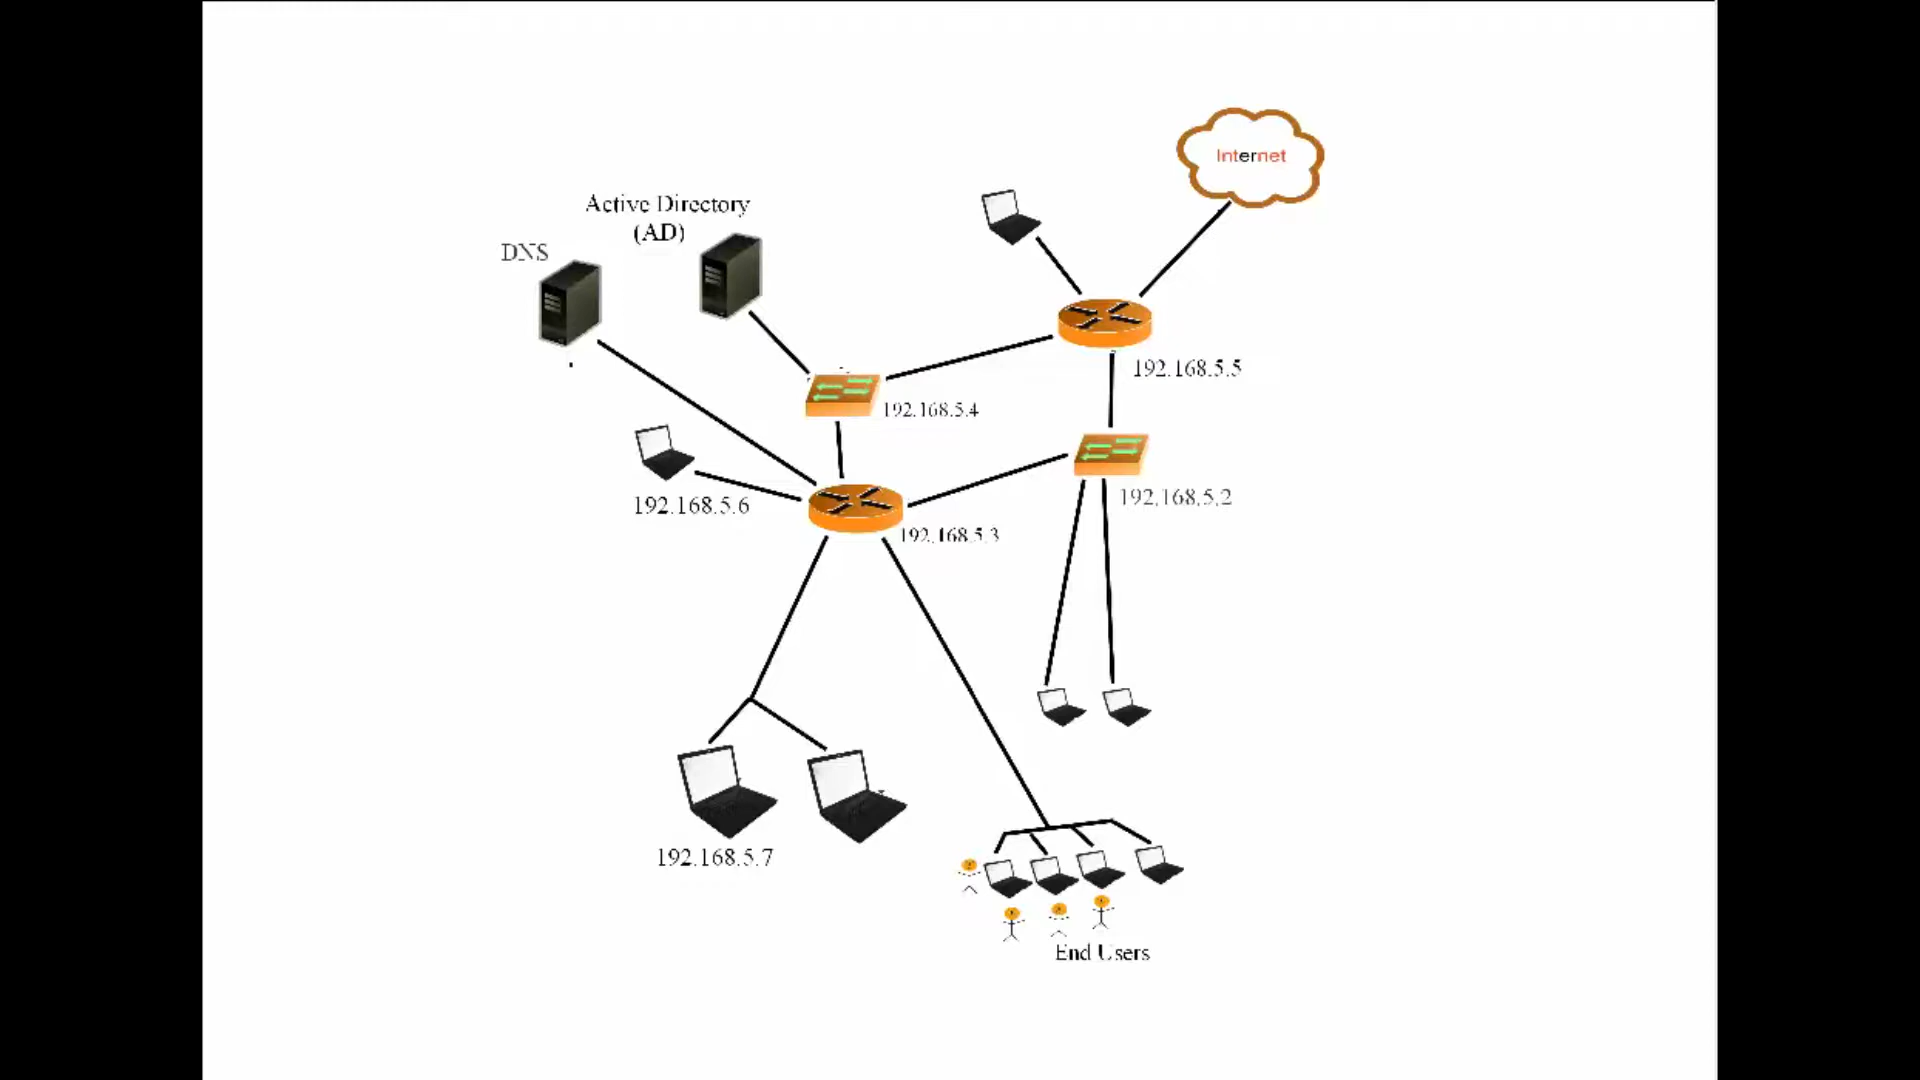 Internet
Active Directory
(AD)
DNS
192.168.5.5
192.168.5.4
192.168.5.2
192.168.5.6
192.168.5.3
192.168.5.7
End Users